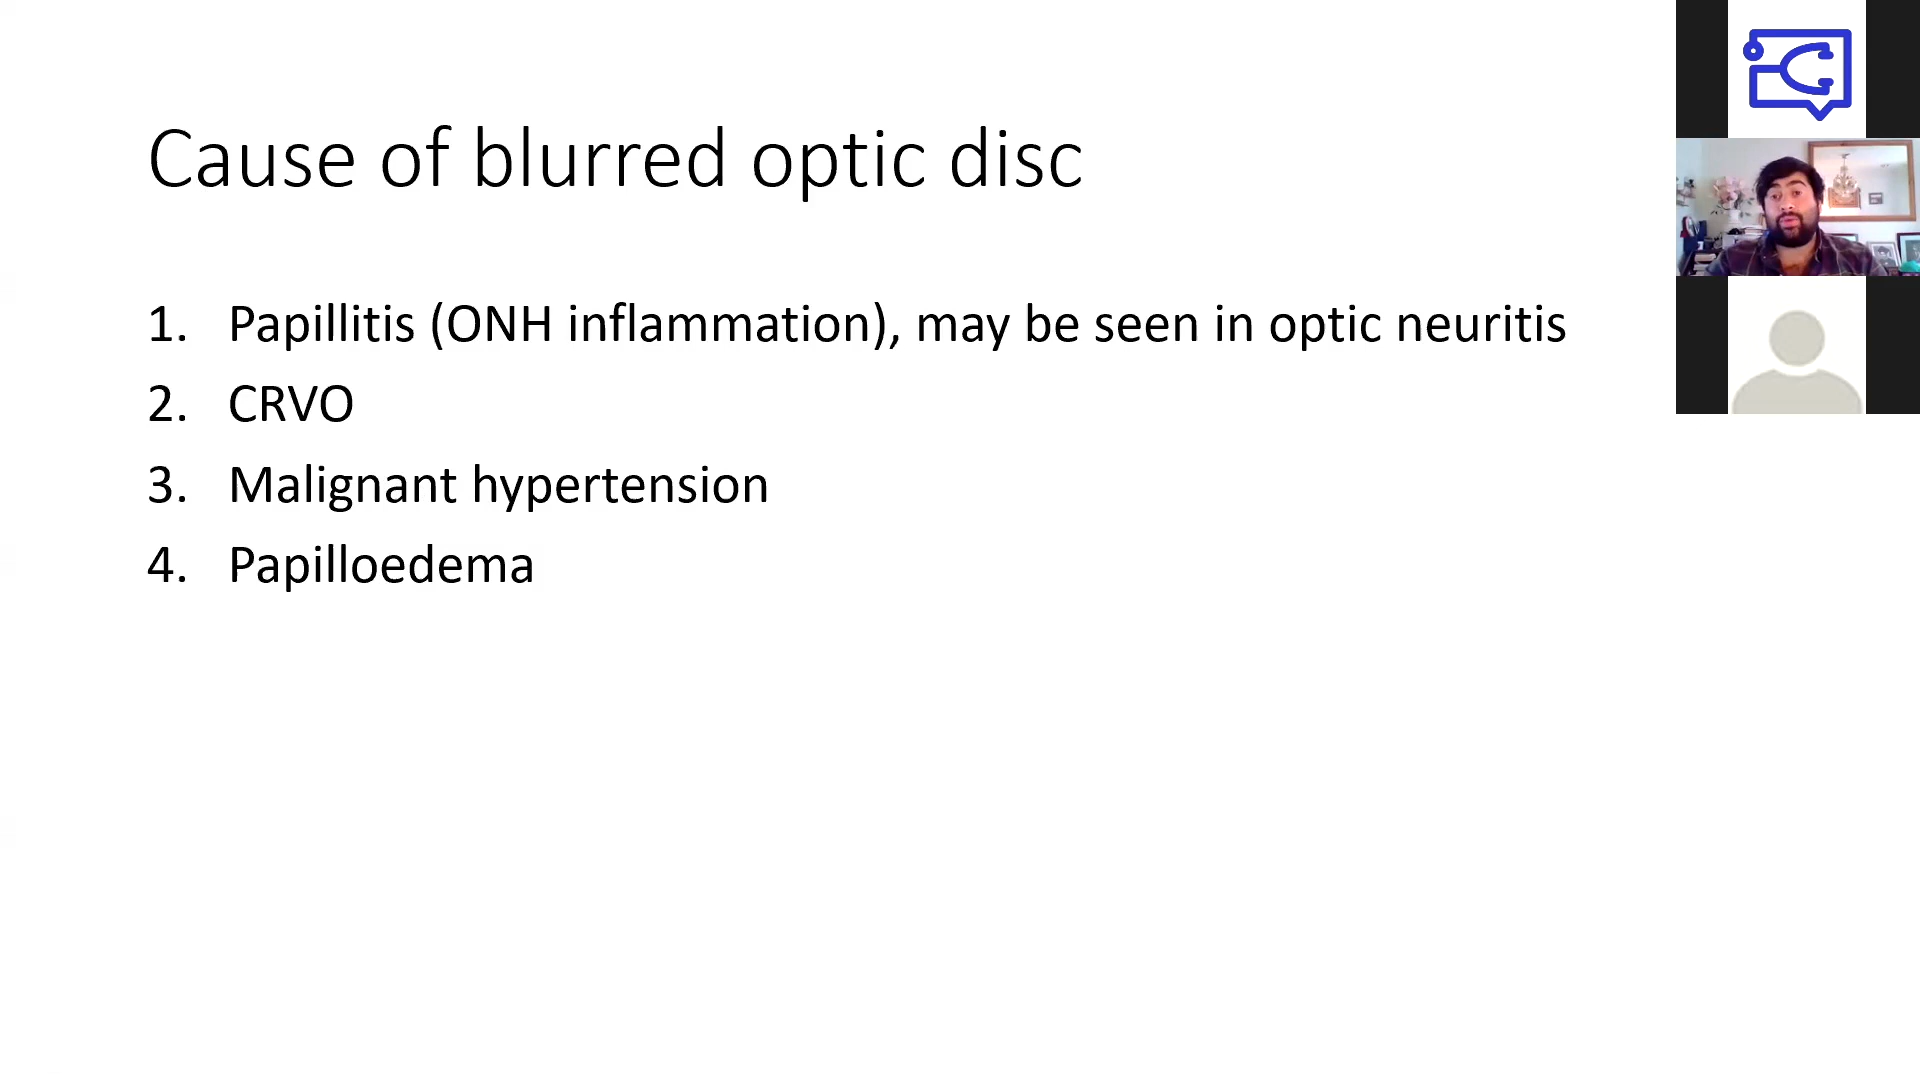 Cause of blurred optic disc
1. Papillitis (ONH inflammation), may be seen in optic neuritis
2. CRVO
3. Malignant hypertension
4. Papilloedema